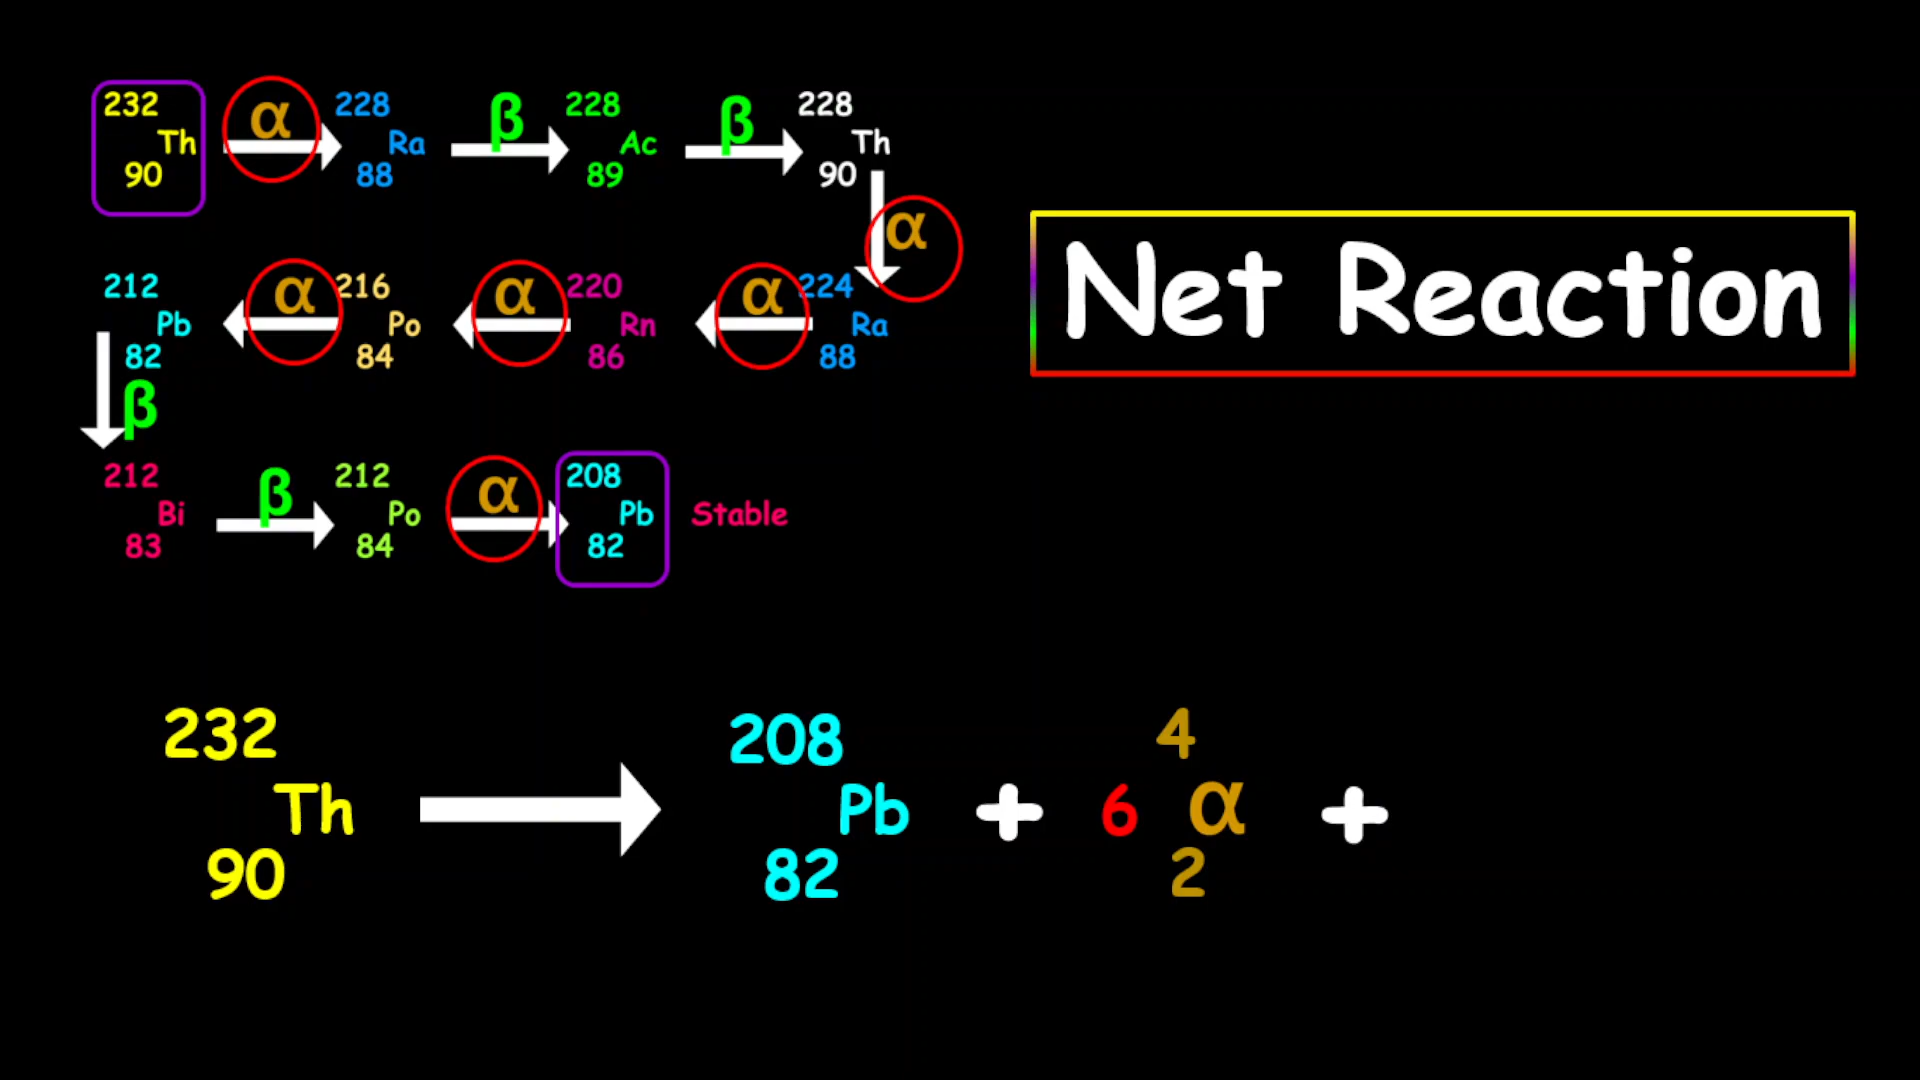 232 Th 90 α 228 Ra 88 β 228 Ac 89 β 228 Th 90
α
212 Pb 82 α 216 Po 84 α 220 Rn 86 α 224 Ra 88
β
212 Bi 83 β 212 Po 84 α 208 Pb 82 Stable
Net Reaction
232 Th 90 208 Pb 82 + 6 4 α 2 +